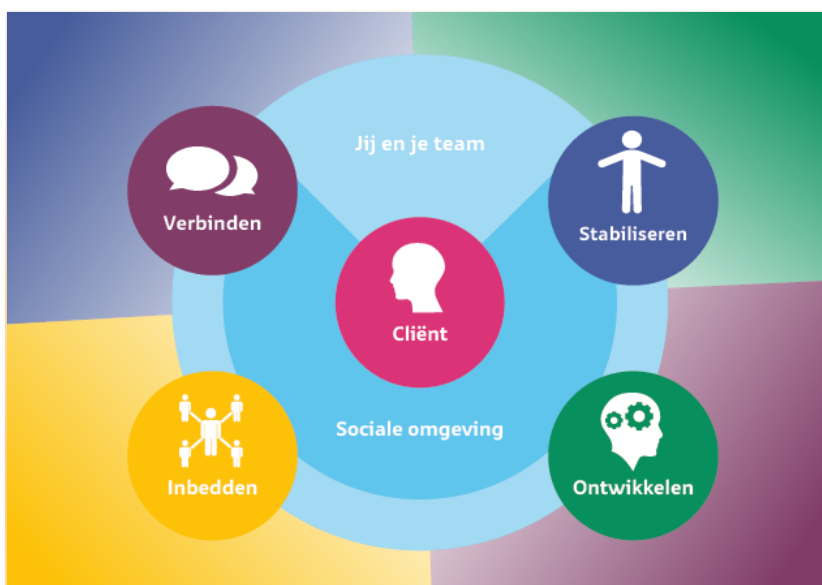 Jij en je team
Verbinden
Stabiliseren
Cliënt
Sociale omgeving
Inbedden
Ontwikkelen